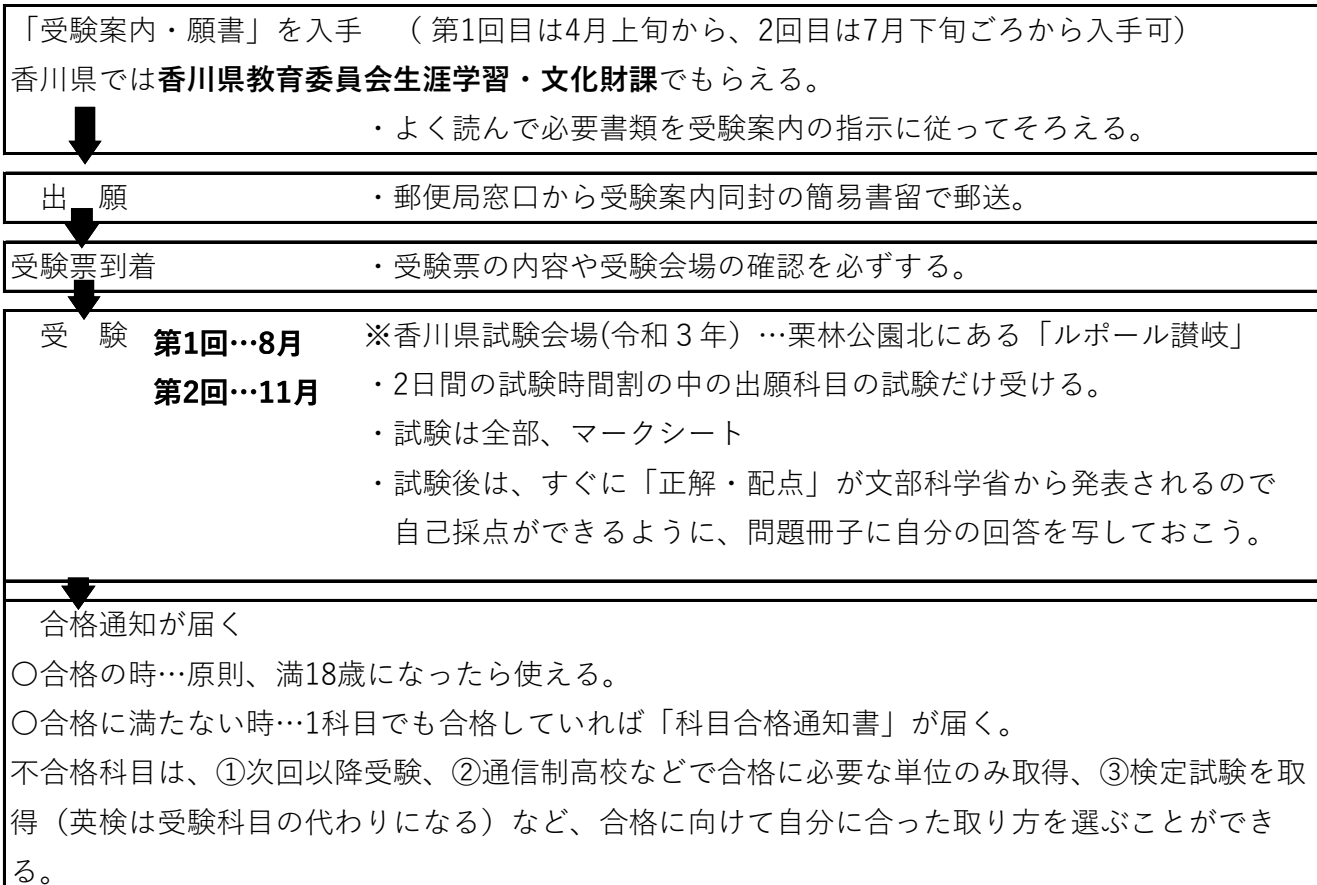 「受験案内・願書」を入手　（ 第1回目は4月上旬から、2回目は7月下旬ごろから入手可）
香川県では香川県教育委員会生涯学習・文化財課でもらえる。
・よく読んで必要書類を受験案内の指示に従ってそろえる。
出　願　・郵便局窓口から受験案内同封の簡易書留で郵送。
受験票到着　・受験票の内容や受験会場の確認を必ずする。
受　験　第1回…8月　※香川県試験会場(令和３年）…栗林公園北にある「ルポール讃岐」
第2回…11月　・2日間の試験時間割の中の出願科目の試験だけ受ける。
・試験は全部、マークシート
・試験後は、すぐに「正解・配点」が文部科学省から発表されるので
自己採点ができるように、問題冊子に自分の回答を写しておこう。
合格通知が届く
〇合格の時…原則、満18歳になったら使える。
〇合格に満たない時…1科目でも合格していれば「科目合格通知書」が届く。
不合格科目は、①次回以降受験、②通信制高校などで合格に必要な単位のみ取得、③検定試験を取
得（英検は受験科目の代わりになる）など、合格に向けて自分に合った取り方を選ぶことができ
る。